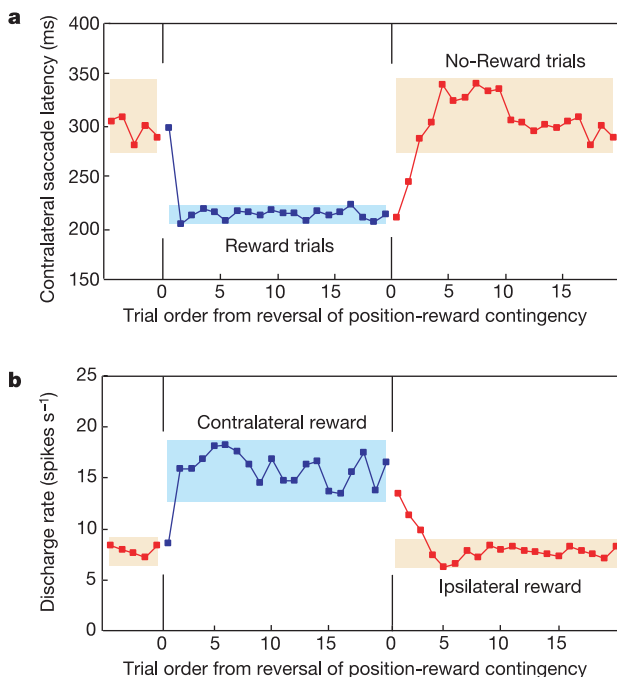 a
Contralateral saccade latency (ms)
400
350
300
250
200
150
No-Reward trials
Reward trials
0 5 10 15 0 5 10 15
Trial order from reversal of position-reward contingency
b
Discharge rate (spikes s⁻¹)
25
20
15
10
5
0
Contralateral reward
Ipsilateral reward
0 5 10 15 0 5 10 15
Trial order from reversal of position-reward contingency